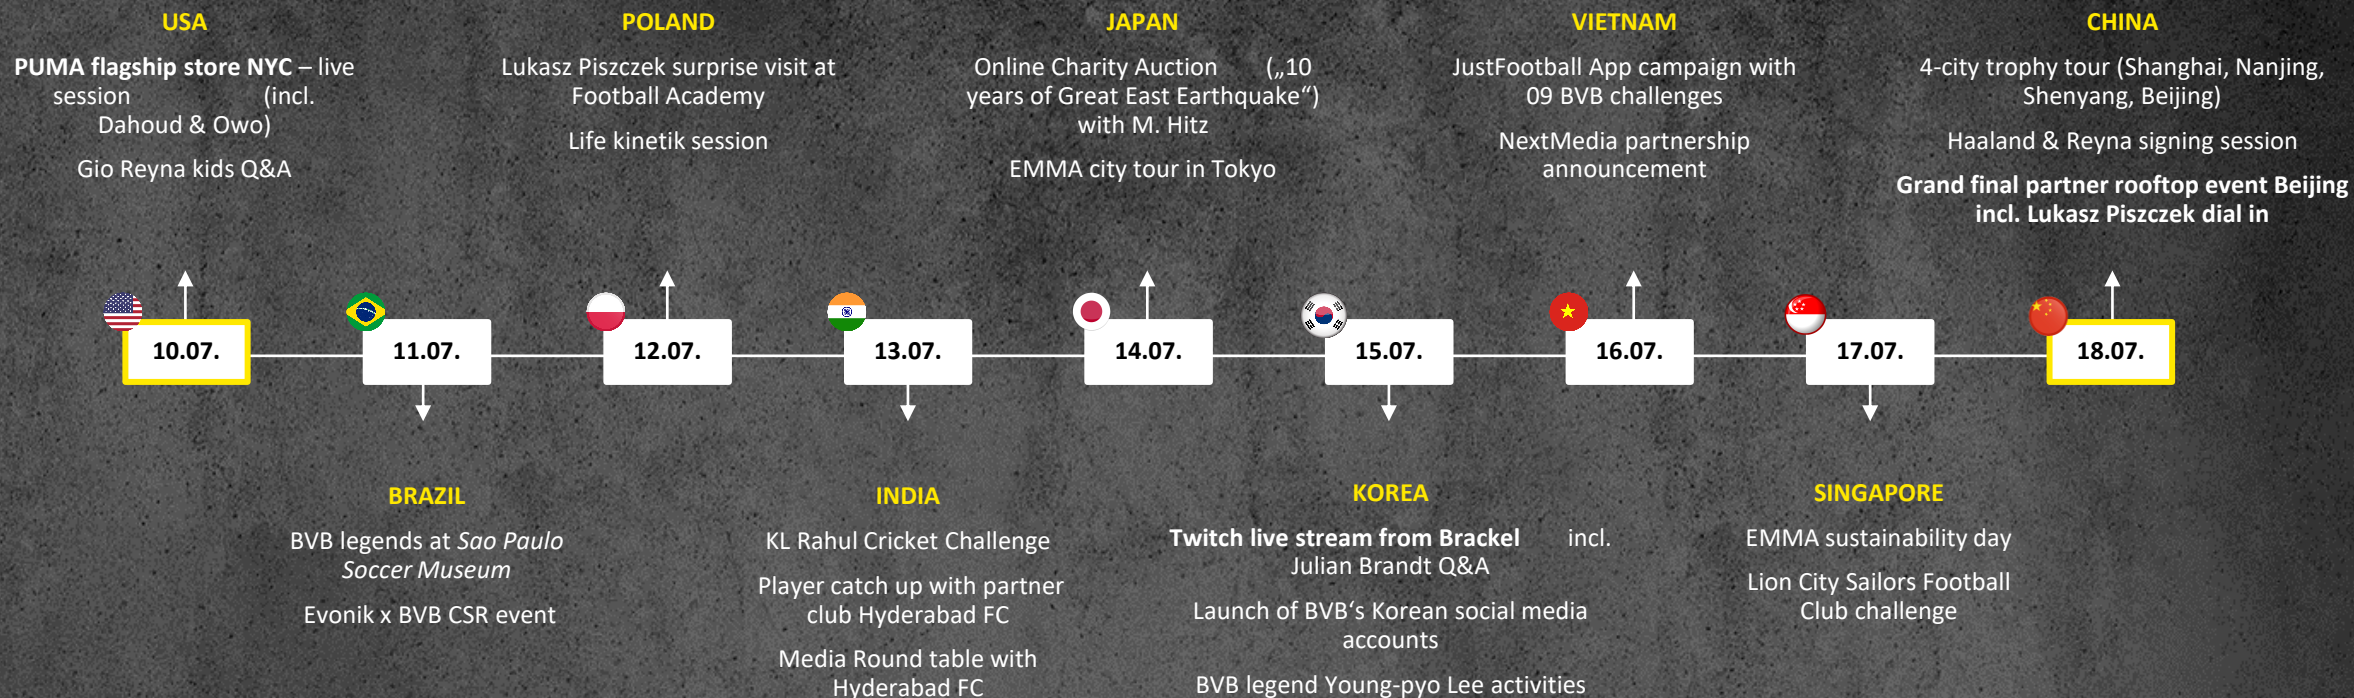 USA
PUMA flagship store NYC – live
session (incl.
Dahoud & Owo)
Gio Reyna kids Q&A
POLAND
Lukasz Piszczek surprise visit at
Football Academy
Life kinetik session
JAPAN
Online Charity Auction („10
years of Great East Earthquake“)
with M. Hitz
EMMA city tour in Tokyo
VIETNAM
JustFootball App campaign with
09 BVB challenges
NextMedia partnership
announcement
CHINA
4-city trophy tour (Shanghai, Nanjing,
Shenyang, Beijing)
Haaland & Reyna signing session
Grand final partner rooftop event Beijing
incl. Lukasz Piszczek dial in
10.07.
11.07.
12.07.
13.07.
14.07.
15.07.
16.07.
17.07.
18.07.
BRAZIL
BVB legends at Sao Paulo
Soccer Museum
Evonik x BVB CSR event
INDIA
KL Rahul Cricket Challenge
Player catch up with partner
club Hyderabad FC
Media Round table with
Hyderabad FC
KOREA
Twitch live stream from Brackel incl.
Julian Brandt Q&A
Launch of BVB‘s Korean social media
accounts
BVB legend Young-pyo Lee activities
SINGAPORE
EMMA sustainability day
Lion City Sailors Football
Club challenge